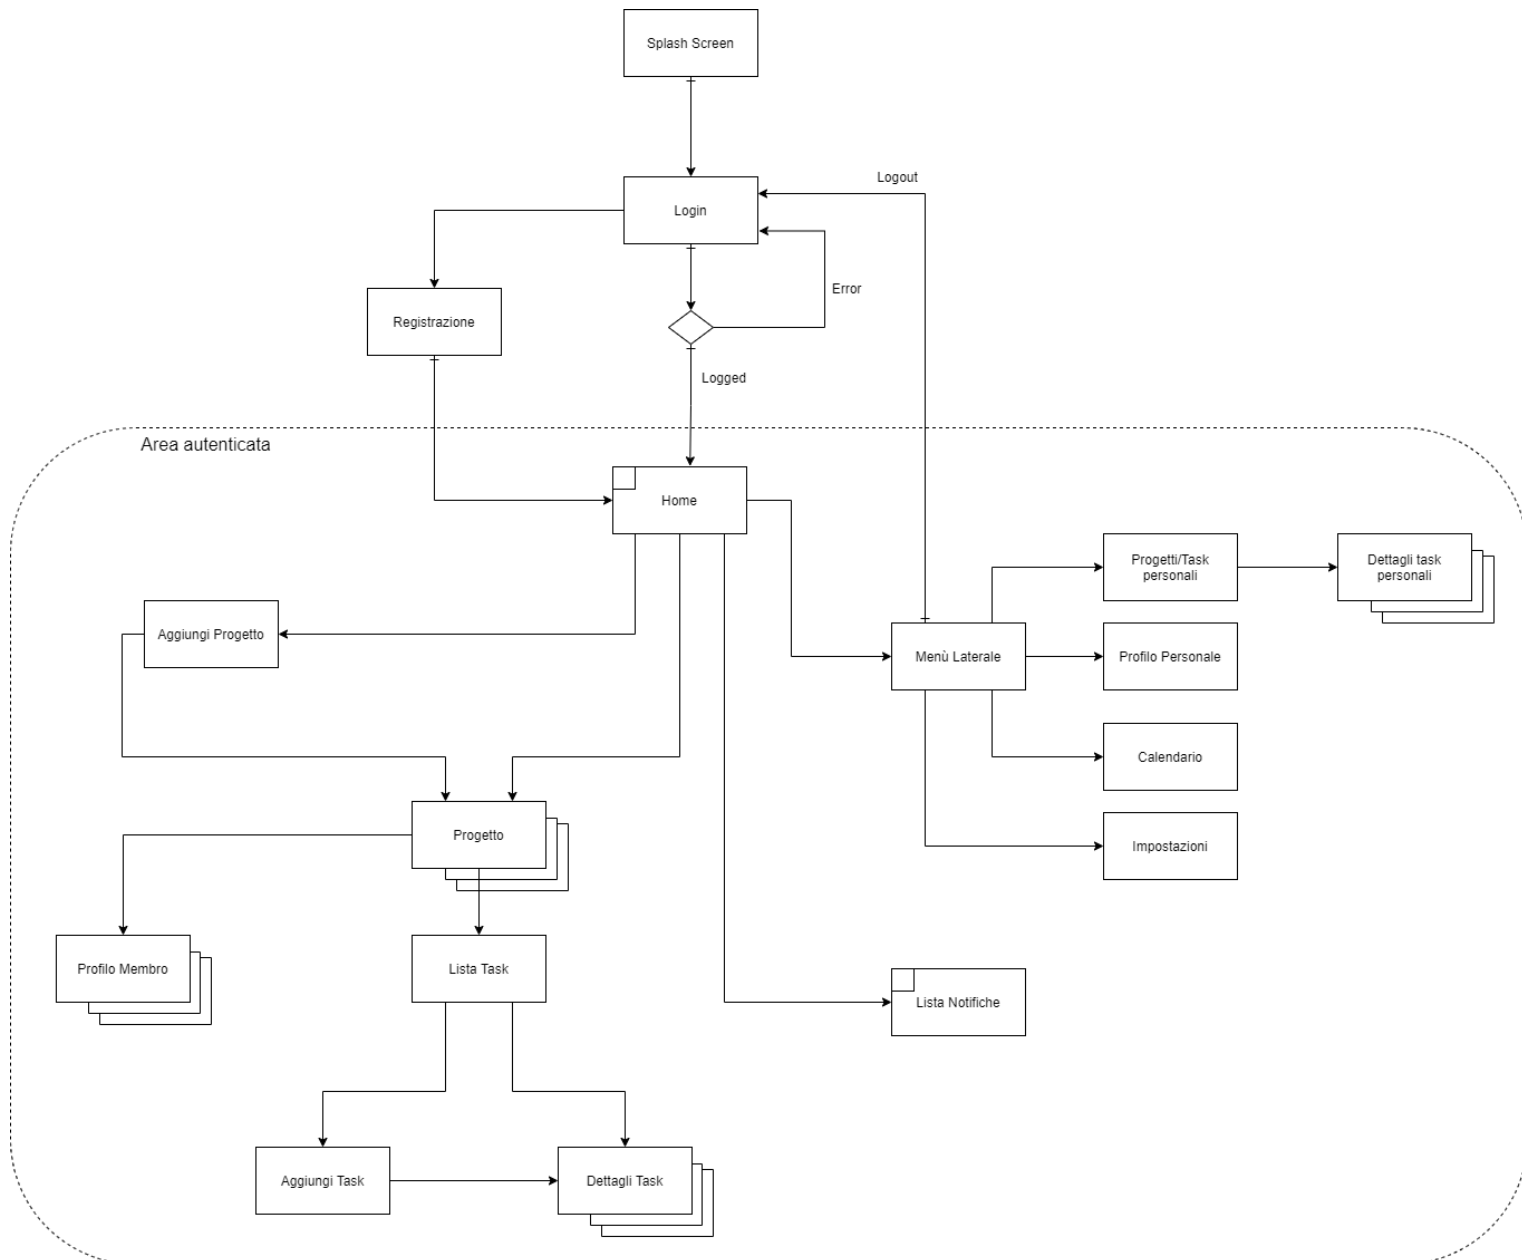 Splash Screen
Logout
Login
Error
Registrazione
Logged
Area autenticata
Home
Progetti/Task
personali
Dettagli task
personali
Aggiungi Progetto
Menù Laterale
Profilo Personale
Calendario
Progetto
Impostazioni
Profilo Membro
Lista Task
Lista Notifiche
Aggiungi Task
Dettagli Task